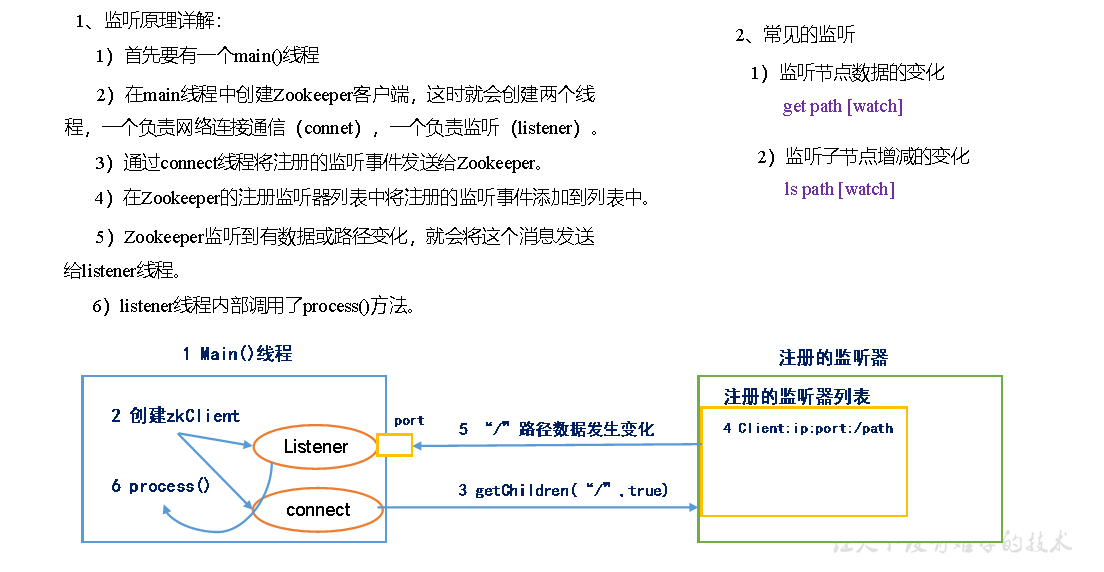 1、监听原理详解：
1）首先要有一个main()线程
2）在main线程中创建Zookeeper客户端，这时就会创建两个线
程，一个负责网络连接通信（connet），一个负责监听（listener）。
3）通过connect线程将注册的监听事件发送给Zookeeper。
4）在Zookeeper的注册监听器列表中将注册的监听事件添加到列表中。
5）Zookeeper监听到有数据或路径变化，就会将这个消息发送
给listener线程。
6）listener线程内部调用了process()方法。
2、常见的监听
1）监听节点数据的变化
get path [watch]
2）监听子节点增减的变化
ls path [watch]
1 Main()线程
2 创建zkClient
Listener
port
6 process()
connect
5 “/”路径数据发生变化
3 getChildren(“/”,true)
注册的监听器
注册的监听器列表
4 Client:ip:port:/path
的技术